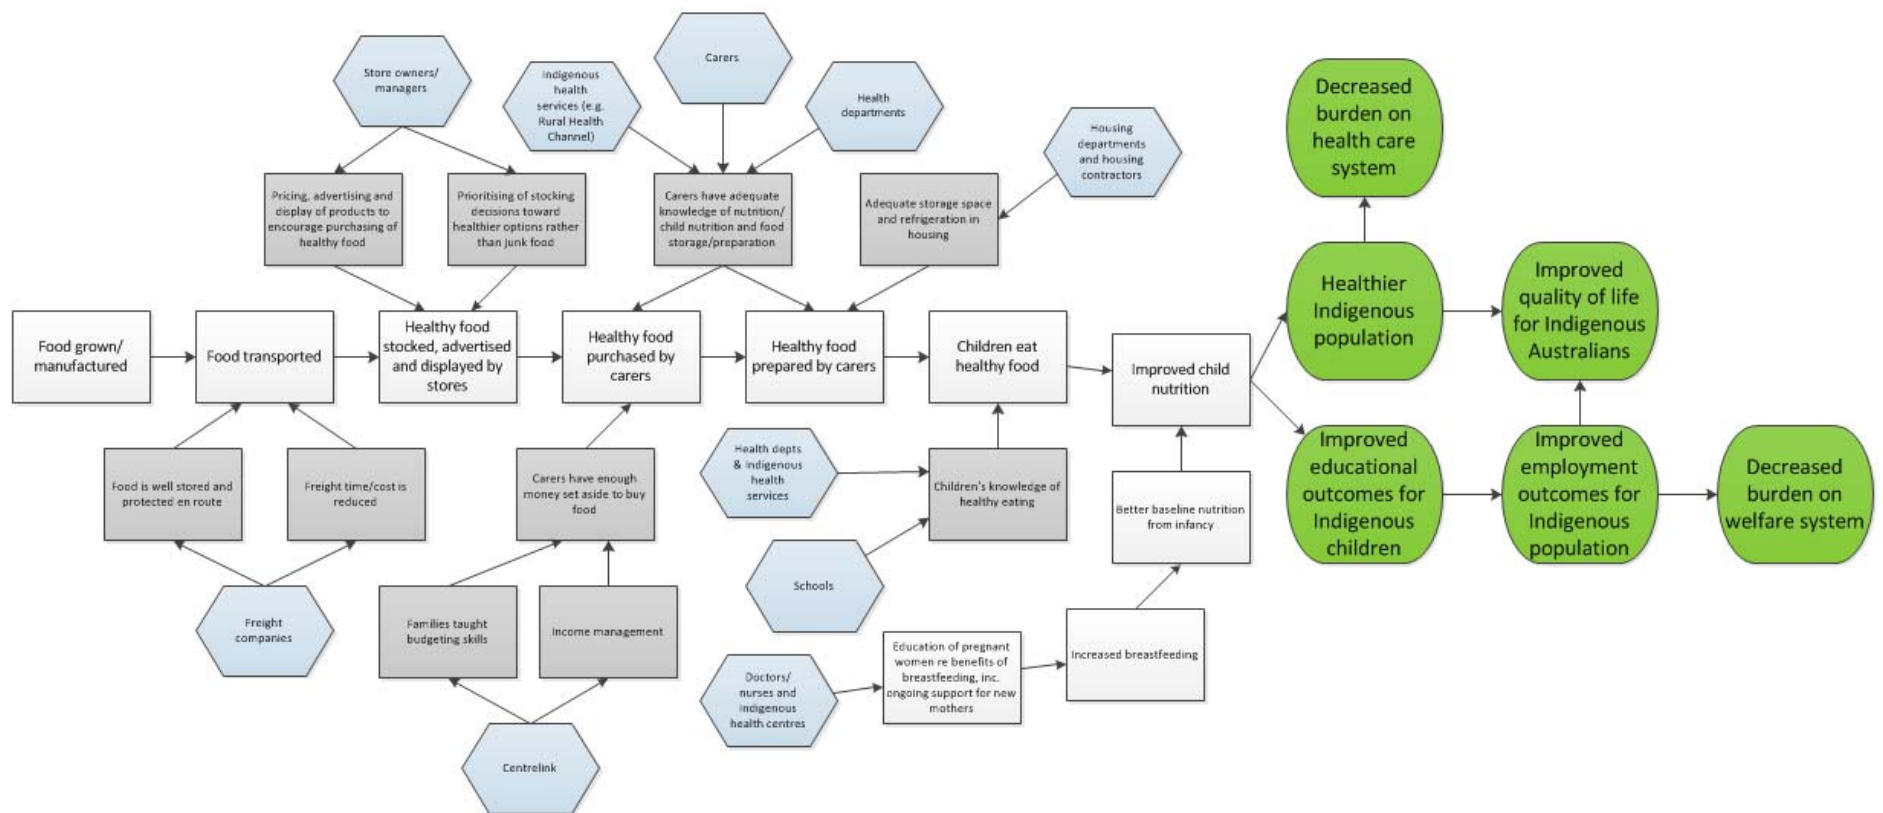 Store owners/
managers
Indigenous
health
services (e.g.
Rural Health
Channel)
Carers
Health
departments
Housing
departments
and housing
contractors
Pricing, advertising and
display of products to
encourage purchasing of
healthy food
Prioritising of stocking
decisions toward
healthier options rather
than junk food
Carers have adequate
knowledge of nutrition/
child nutrition and food
storage/preparation
Adequate storage space
and refrigeration in
housing
Food grown/
manufactured
Food transported
Healthy food
stocked, advertised
and displayed by
stores
Healthy food
purchased by
carers
Healthy food
prepared by carers
Children eat
healthy food
Improved child
nutrition
Decreased
burden on
health care
system
Healthier
Indigenous
population
Improved
quality of life
for Indigenous
Australians
Improved
educational
outcomes for
Indigenous
children
Improved
employment
outcomes for
Indigenous
population
Decreased
burden on
welfare system
Food is well stored and
protected en route
Freight time/cost is
reduced
Carers have enough
money set aside to buy
food
Health depts
& Indigenous
health
services
Children's knowledge of
healthy eating
Better baseline nutrition
from infancy
Freight
companies
Families taught
budgeting skills
Income management
Schools
Doctors/
nurses and
Indigenous
health centres
Education of pregnant
women re benefits of
breastfeeding, inc.
ongoing support for new
mothers
Increased breastfeeding
Centrelink